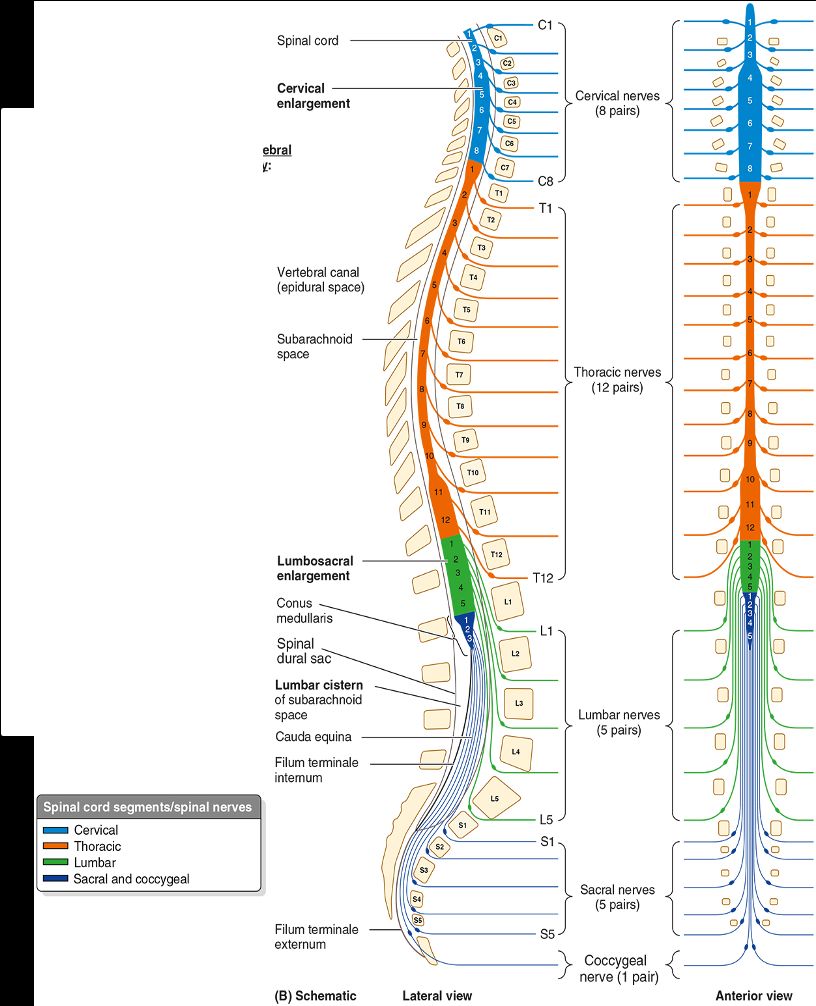 Spinal cord
Cervical
enlargement
ebral
y:
Vertebral canal
(epidural space)
Subarachnoid
space
Lumbosacral
enlargement
Conus
medullaris
Spinal
dural sac
Lumbar cistern
of subarachnoid
space
Cauda equina
Filum terminale
internum
Filum terminale
externum
Spinal cord segments/spinal nerves
Cervical
Thoracic
Lumbar
Sacral and coccygeal
1
2
3
4
5
6
7
8
1
2
3
4
5
6
7
8
9
10
11
12
1
2
3
4
5
1
2
3
C1
C2
C3
C4
C5
C6
C7
T1
T2
T3
T4
T5
T6
T7
T8
T9
T10
T11
T12
L1
L2
L3
L4
L5
S1
S2
S3
S4
S5
C1
C8
T1
T12
L1
L5
S1
S5
Cervical nerves
(8 pairs)
Thoracic nerves
(12 pairs)
Lumbar nerves
(5 pairs)
Sacral nerves
(5 pairs)
Coccygeal
nerve (1 pair)
1
2
3
4
5
6
7
8
1
2
3
4
5
6
7
8
9
10
11
12
1
2
3
4
5
1
2
3
4
5
(B) Schematic
Lateral view
Anterior view